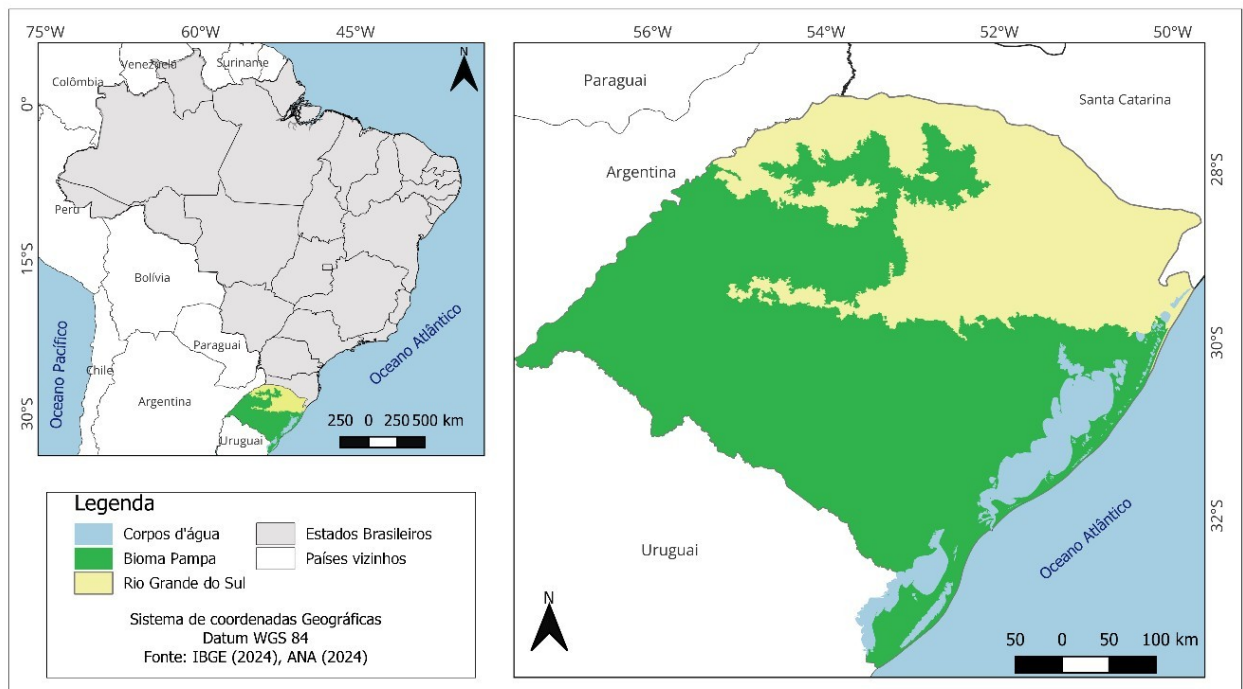 75°W 60°W 45°W
N
Venezuela
Suriname
Colômbia
0°
Peru
Bolívia
15°S
Oceano Pacífico
Paraguai
Oceano Atlântico
Chile
Argentina
30°S
Uruguai
250 0 250 500 km
Legenda
Corpos d'água
Estados Brasileiros
Bioma Pampa
Países vizinhos
Rio Grande do Sul
Sistema de coordenadas Geográficas
Datum WGS 84
Fonte: IBGE (2024), ANA (2024)
56°W 54°W 52°W 50°W
Paraguai
Santa Catarina
Argentina
28°S
30°S
32°S
Uruguai
Oceano Atlântico
N
50 0 50 100 km